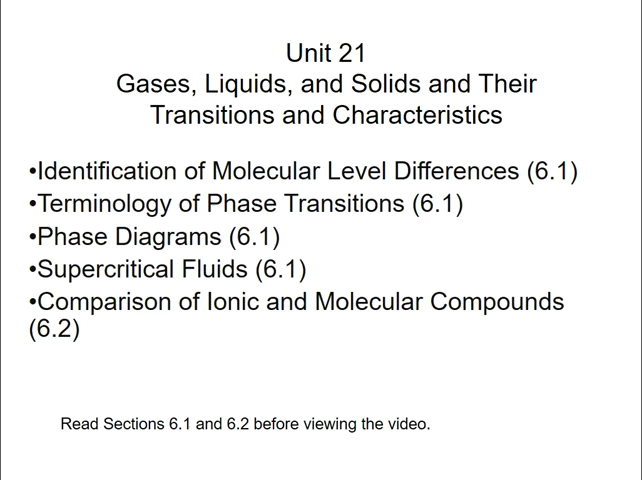 Unit 21
Gases, Liquids, and Solids and Their
Transitions and Characteristics
•Identification of Molecular Level Differences (6.1)
•Terminology of Phase Transitions (6.1)
•Phase Diagrams (6.1)
•Supercritical Fluids (6.1)
•Comparison of Ionic and Molecular Compounds
(6.2)
Read Sections 6.1 and 6.2 before viewing the video.